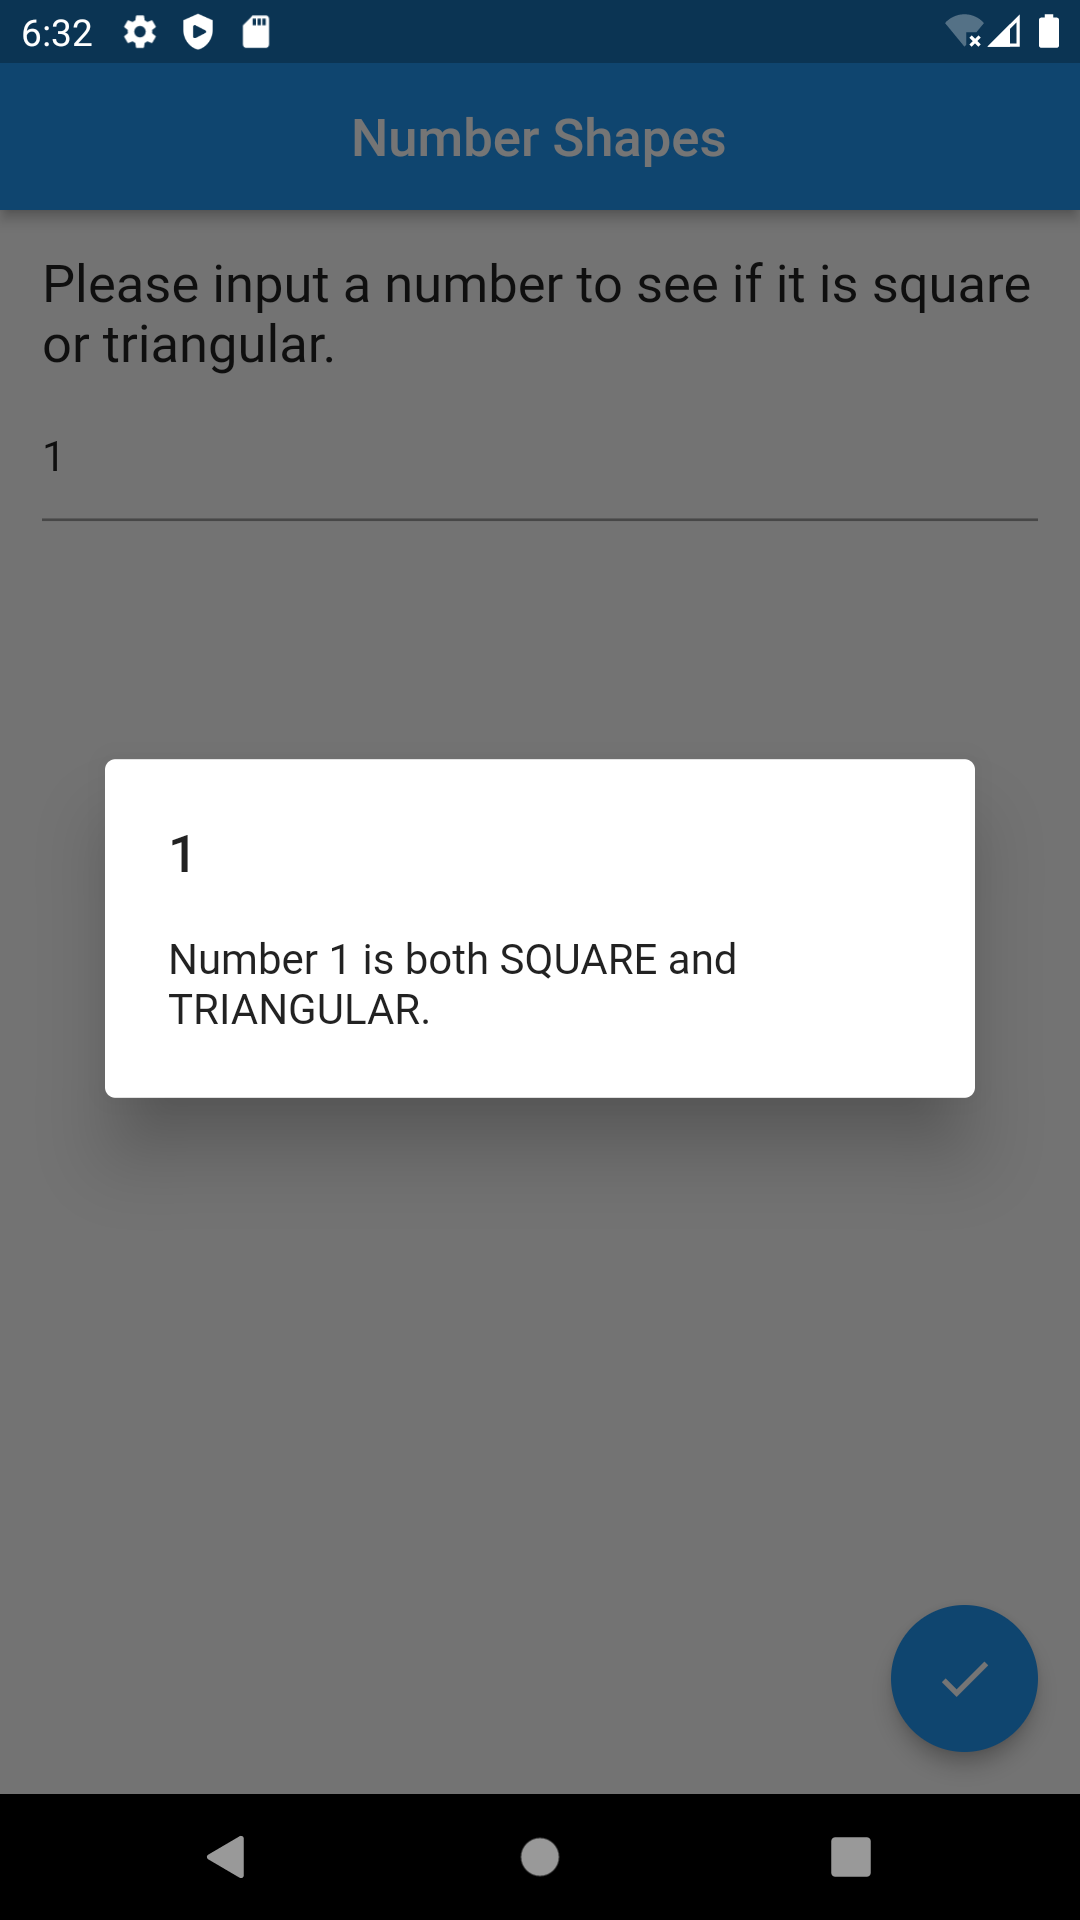 6:32
Number Shapes
Please input a number to see if it is square
or triangular.
1
1
Number 1 is both SQUARE and
TRIANGULAR.